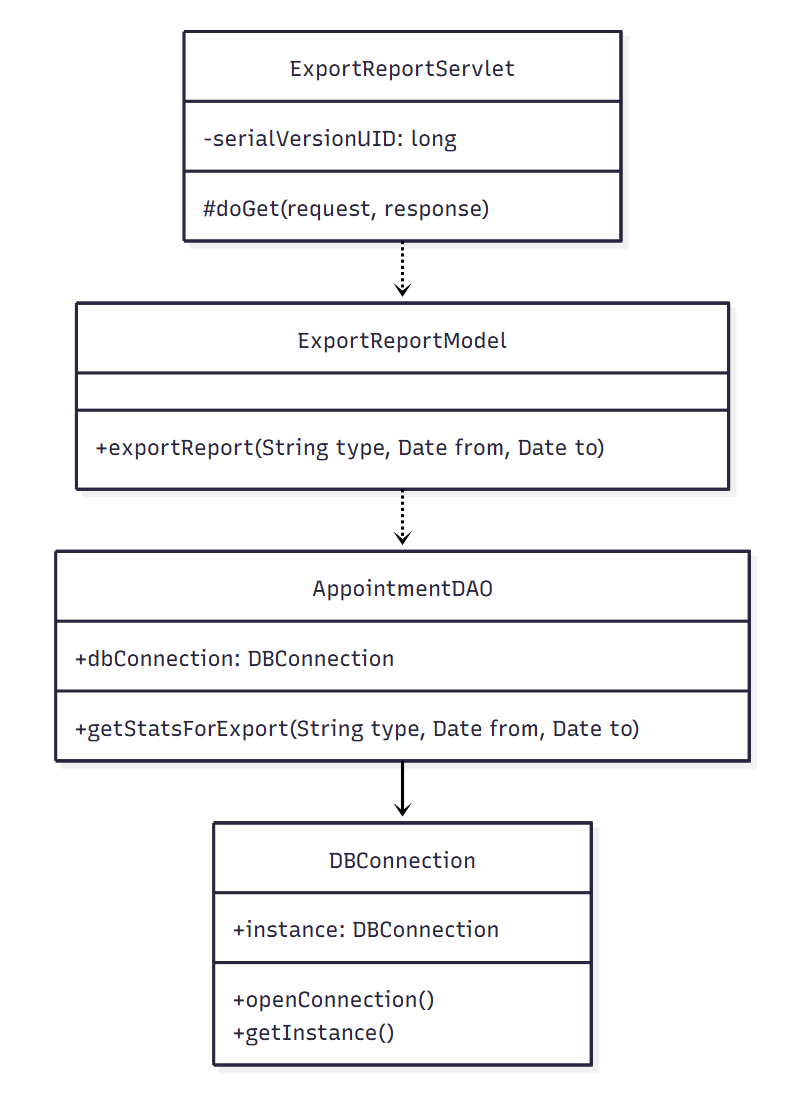 ExportReportServlet
-serialVersionUID: long
#doGet(request, response)
ExportReportModel
+exportReport(String type, Date from, Date to)
AppointmentDAO
+dbConnection: DBConnection
+getStatsForExport(String type, Date from, Date to)
DBConnection
+instance: DBConnection
+openConnection()
+getInstance()